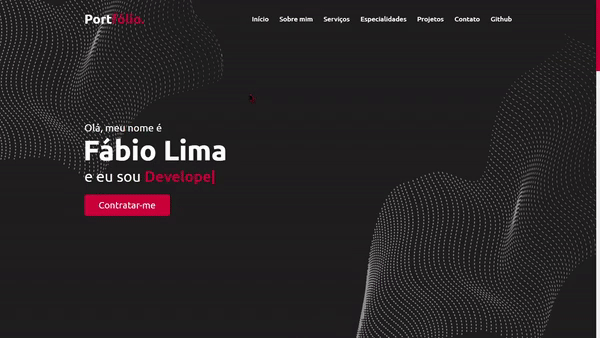 Portfólio.
Início Sobre mim Serviços Especialidades Projetos Contato Github
Olá, meu nome é
Fábio Lima
e eu sou Develope|
Contratar-me